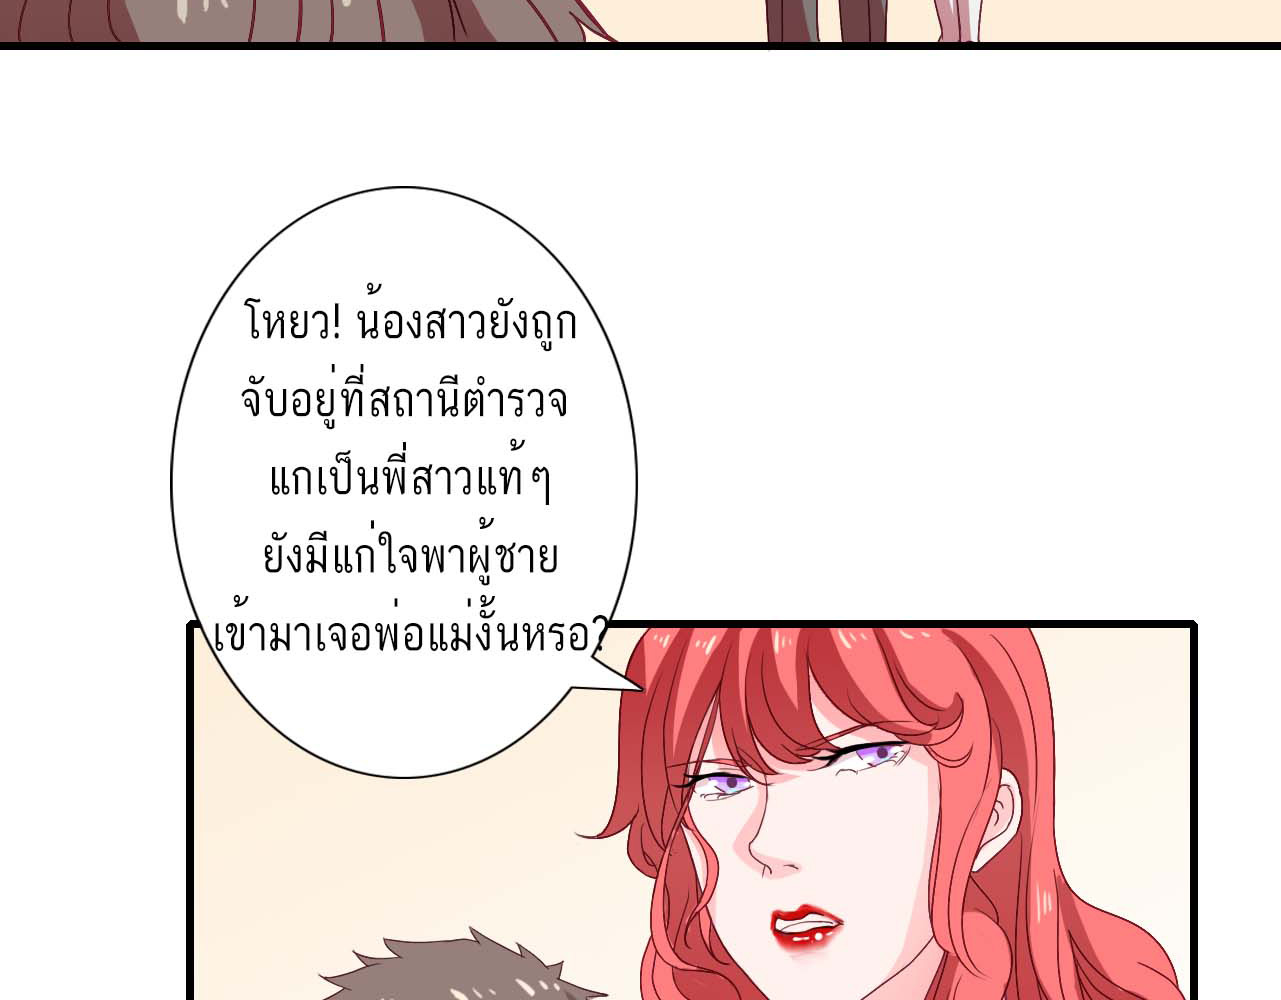 โหยว! น้องสาวยังถูก
จับอยู่ที่สถานีตำรวจ
แกเป็นพี่สาวแท้ๆ
ยังมีแก่ใจพาผู้ชาย
เข้ามาเจอพ่อแม่งั้นหรอ?